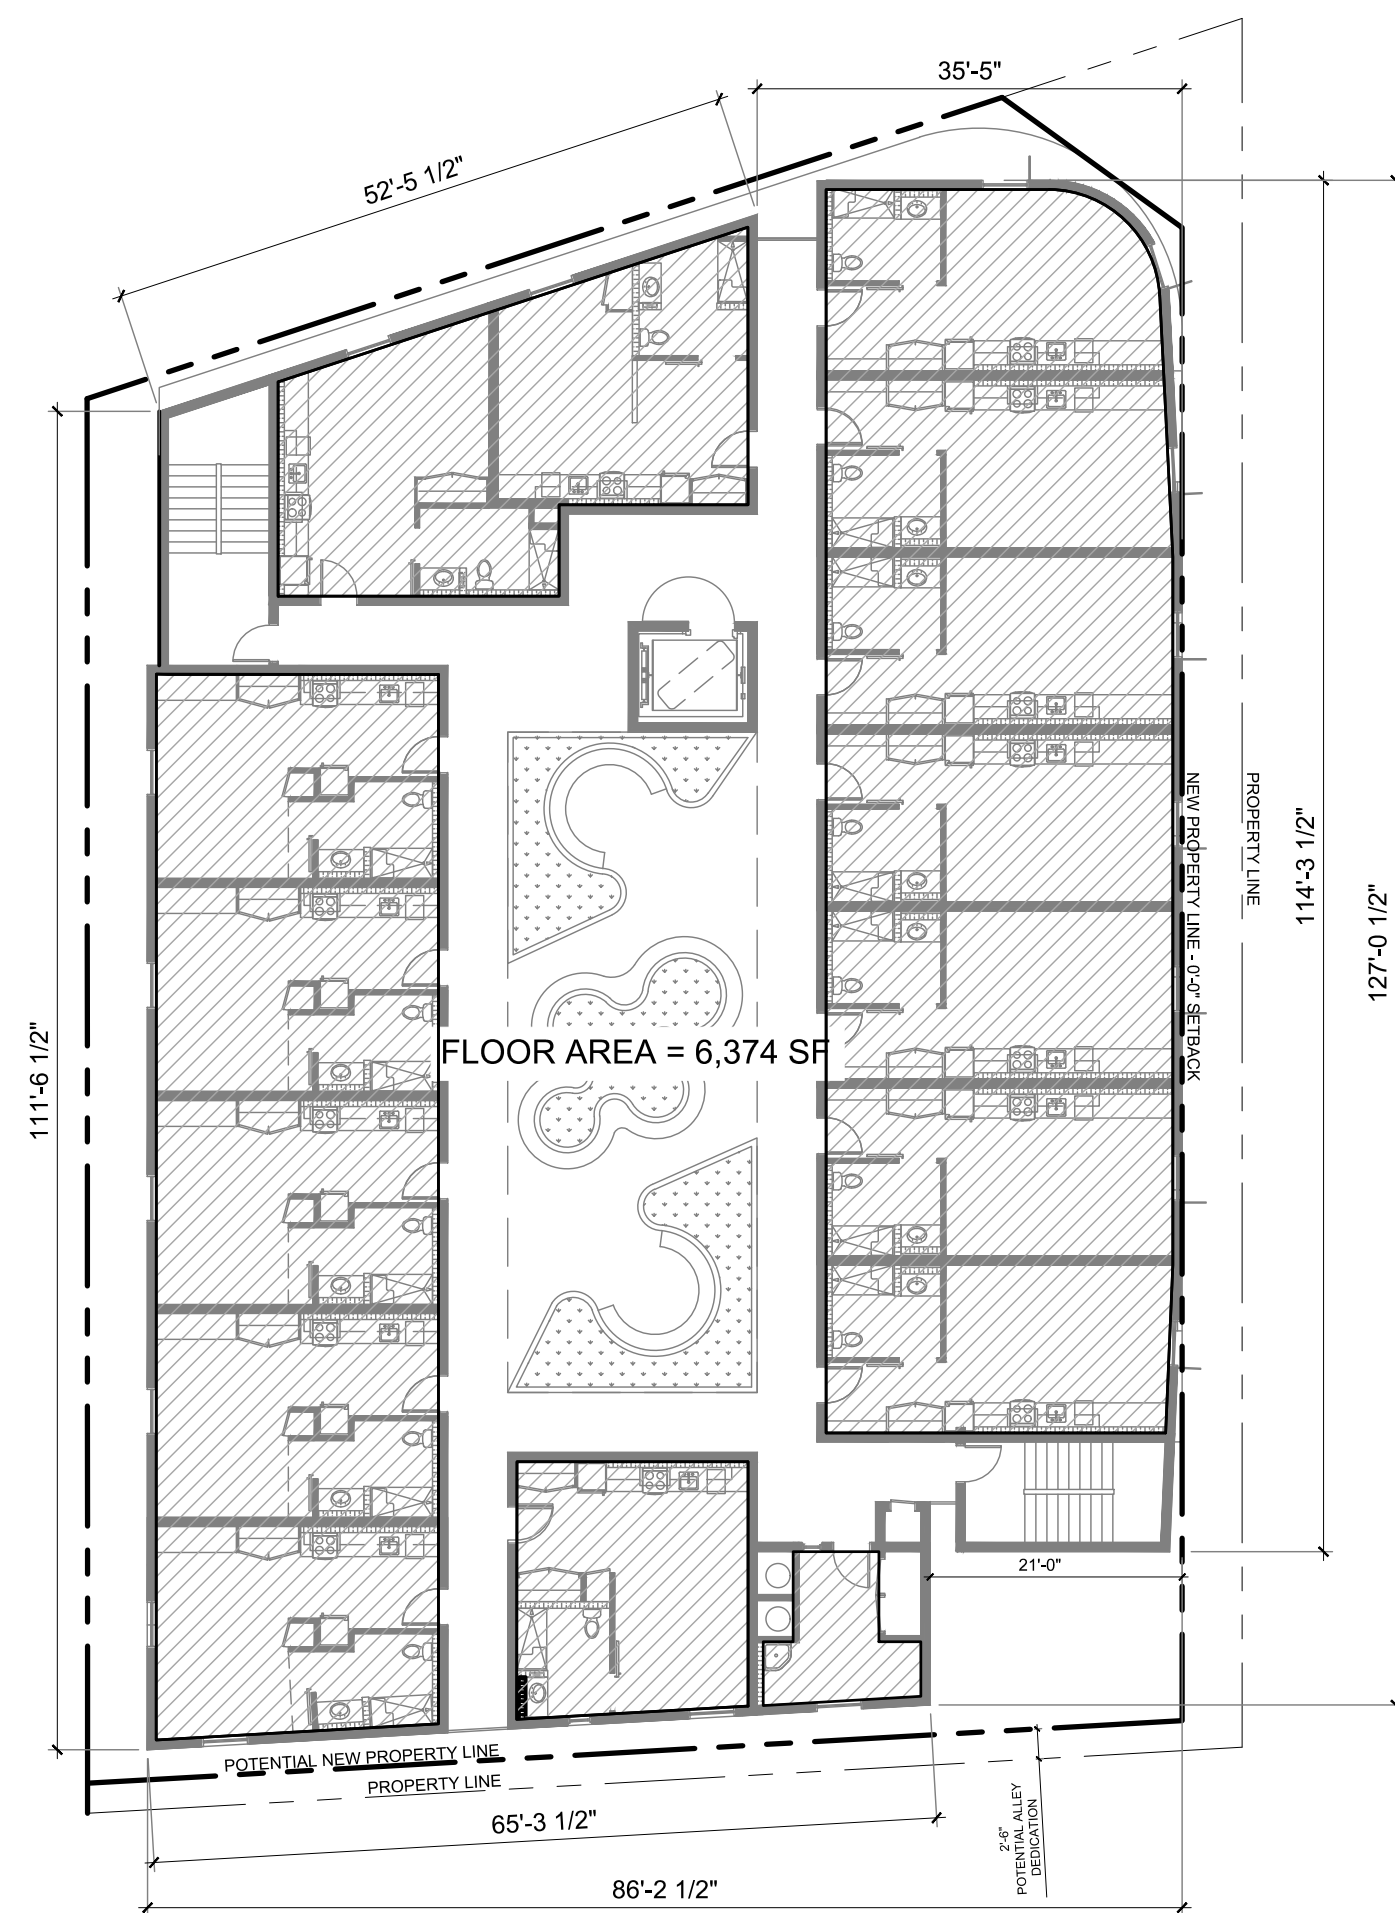 35'-5"
52'-5 1/2"
PROPERTY LINE
NEW PROPERTY LINE - 0'-0" SETBACK
114'-3 1/2"
127'-0 1/2"
111'-6 1/2"
FLOOR AREA = 6,374 SF
21'-0"
POTENTIAL NEW PROPERTY LINE
PROPERTY LINE
65'-3 1/2"
2'-6"
POTENTIAL ALLEY
DEDICATION
86'-2 1/2"